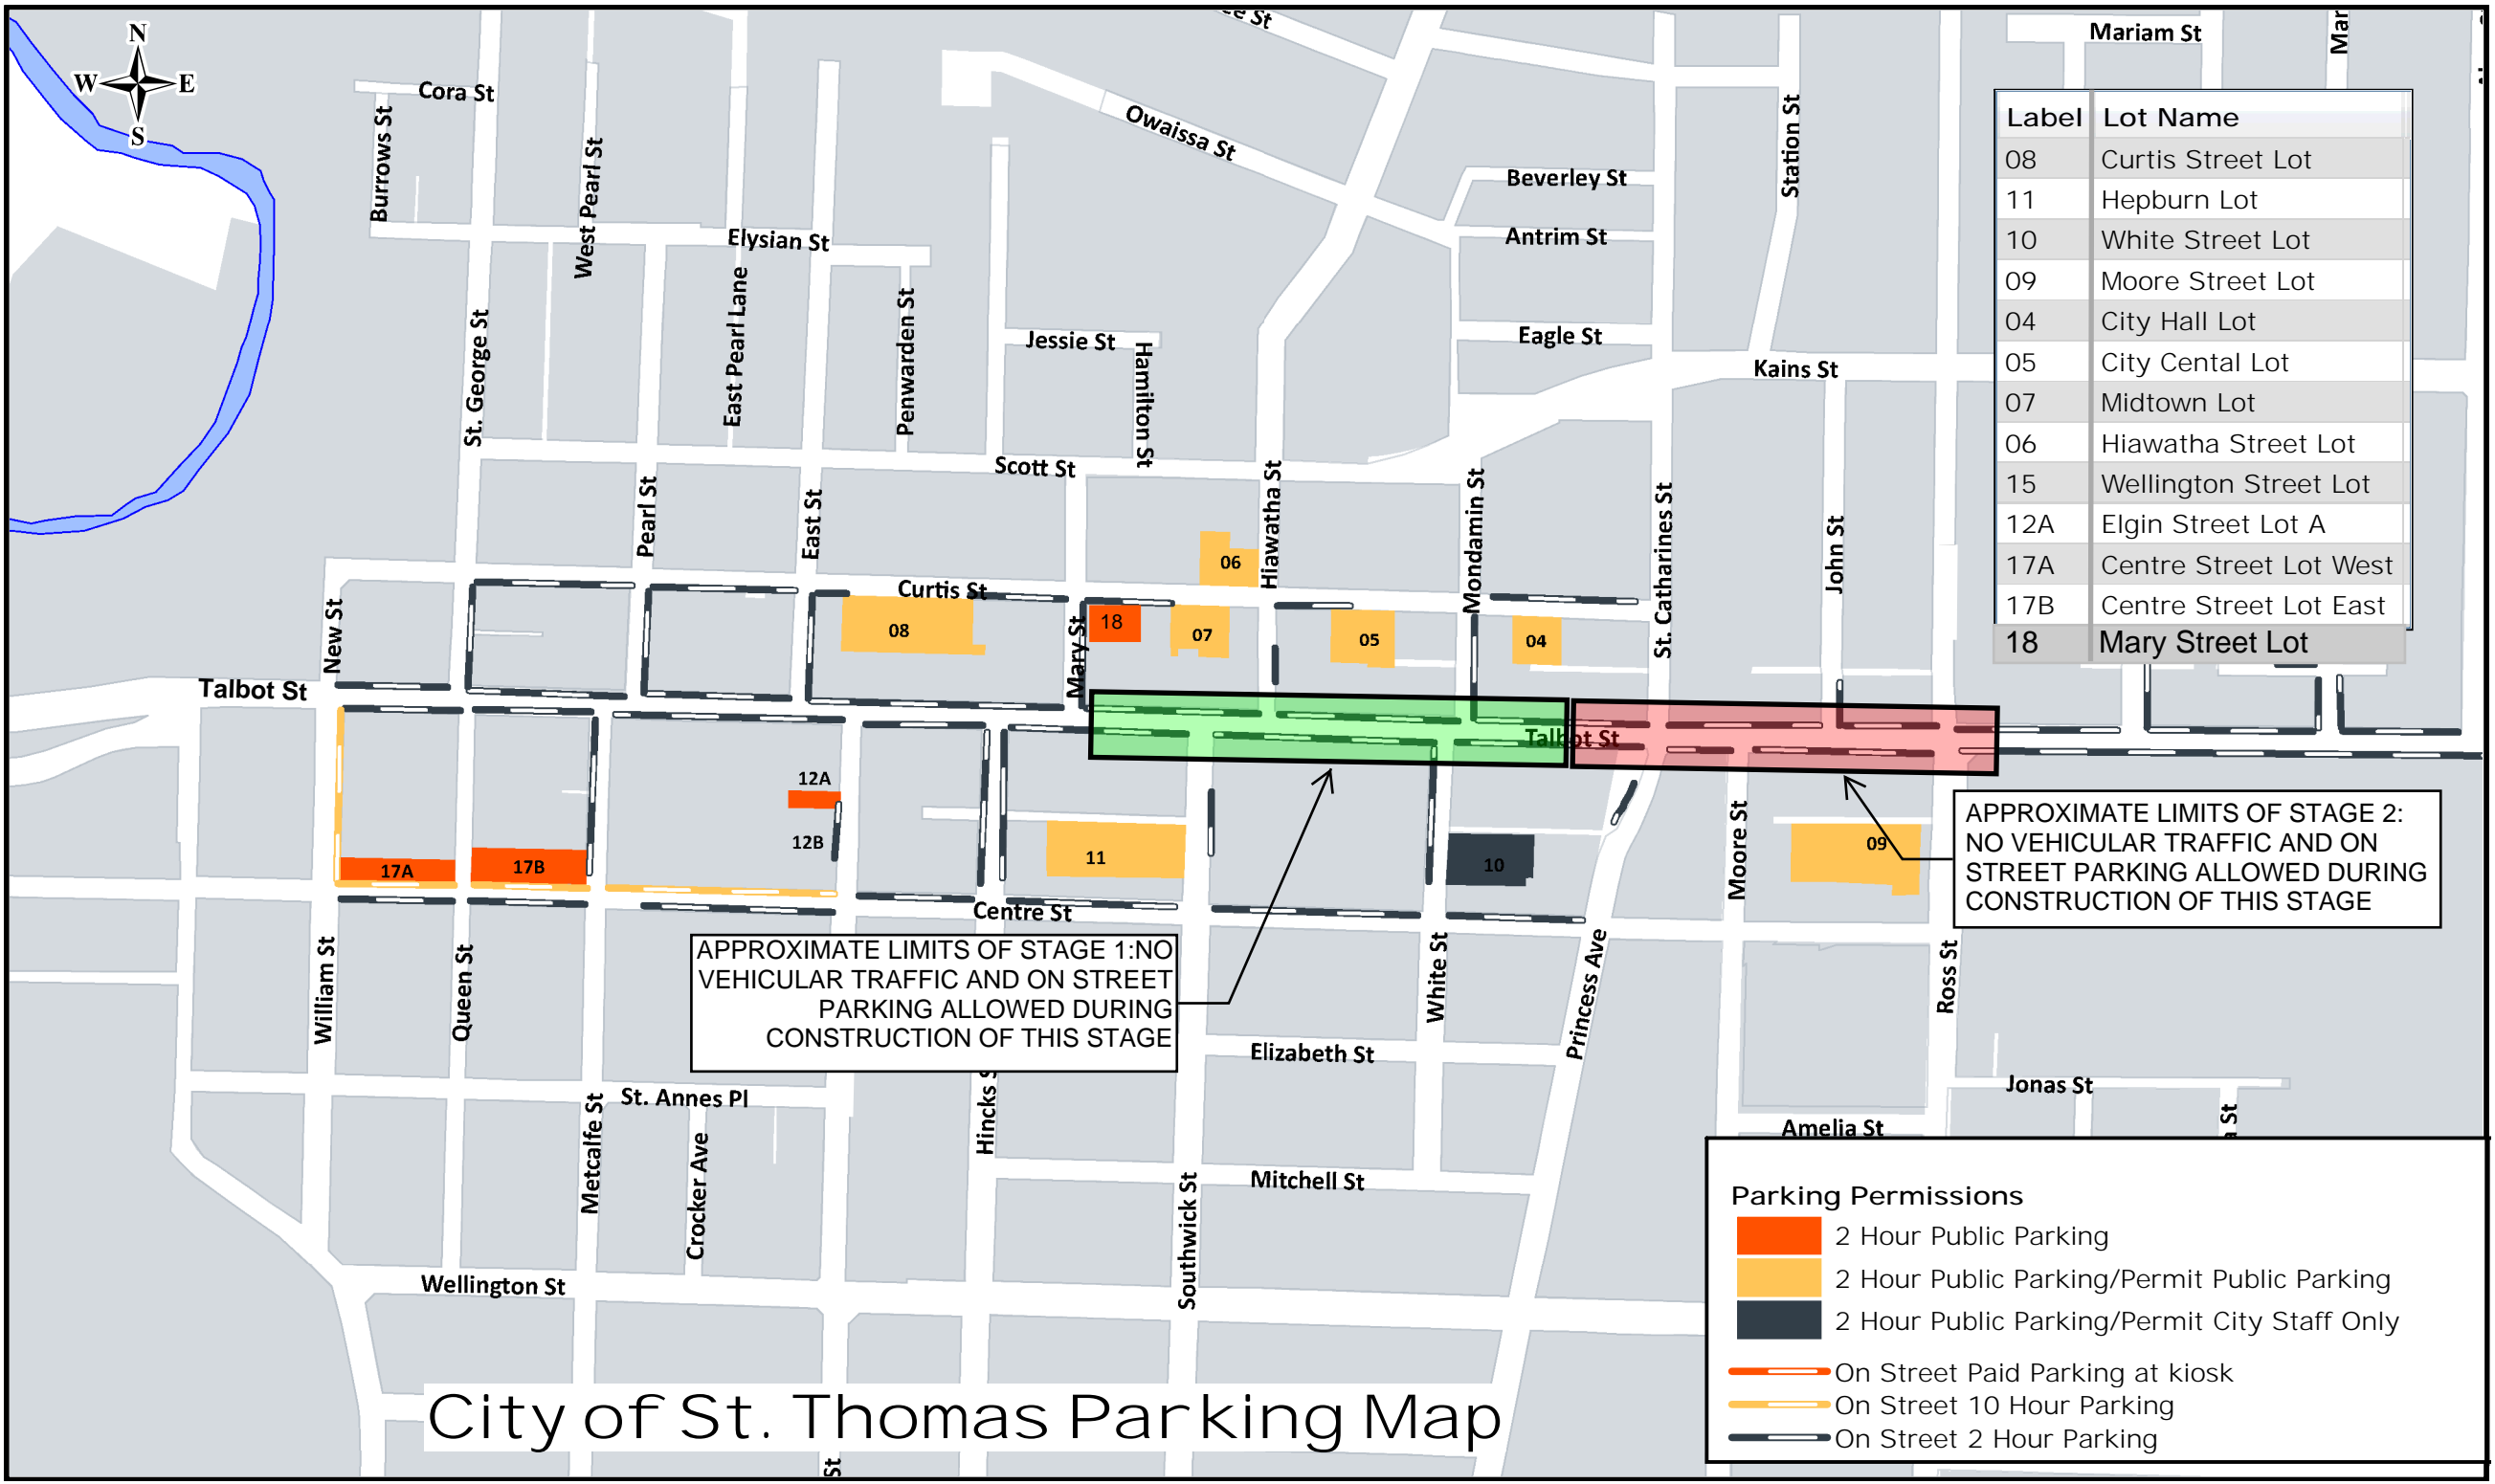 N
W E
S
Cora St
Burrows St
West Pearl St
Owaissa St
Station St
Mariam St
Beverley St
Antrim St
Elysian St
East Pearl Lane
Penwarden St
St. George St
Jessie St
Hamilton St
Eagle St
Kains St
Scott St
Pearl St
East St
Hiawatha St
Mondamin St
St. Catharines St
John St
Label Lot Name
08 Curtis Street Lot
11 Hepburn Lot
10 White Street Lot
09 Moore Street Lot
04 City Hall Lot
05 City Cental Lot
07 Midtown Lot
06 Hiawatha Street Lot
15 Wellington Street Lot
12A Elgin Street Lot A
17A Centre Street Lot West
17B Centre Street Lot East
18 Mary Street Lot
06
Curtis St
New St
08
Mary St
18
07
05
04
Talbot St
Talbot St
12A
12B
17A
17B
11
10
09
Moore St
Centre St
APPROXIMATE LIMITS OF STAGE 2:
NO VEHICULAR TRAFFIC AND ON
STREET PARKING ALLOWED DURING
CONSTRUCTION OF THIS STAGE
APPROXIMATE LIMITS OF STAGE 1:NO
VEHICULAR TRAFFIC AND ON STREET
PARKING ALLOWED DURING
CONSTRUCTION OF THIS STAGE
William St
Queen St
White St
Princess Ave
Ross St
Elizabeth St
Jonas St
St. Annes Pl
Metcalfe St
Crocker Ave
Hincks S
Amelia St
Mitchell St
Southwick St
Wellington St
Parking Permissions
2 Hour Public Parking
2 Hour Public Parking/Permit Public Parking
2 Hour Public Parking/Permit City Staff Only
On Street Paid Parking at kiosk
On Street 10 Hour Parking
On Street 2 Hour Parking
City of St. Thomas Parking Map
St